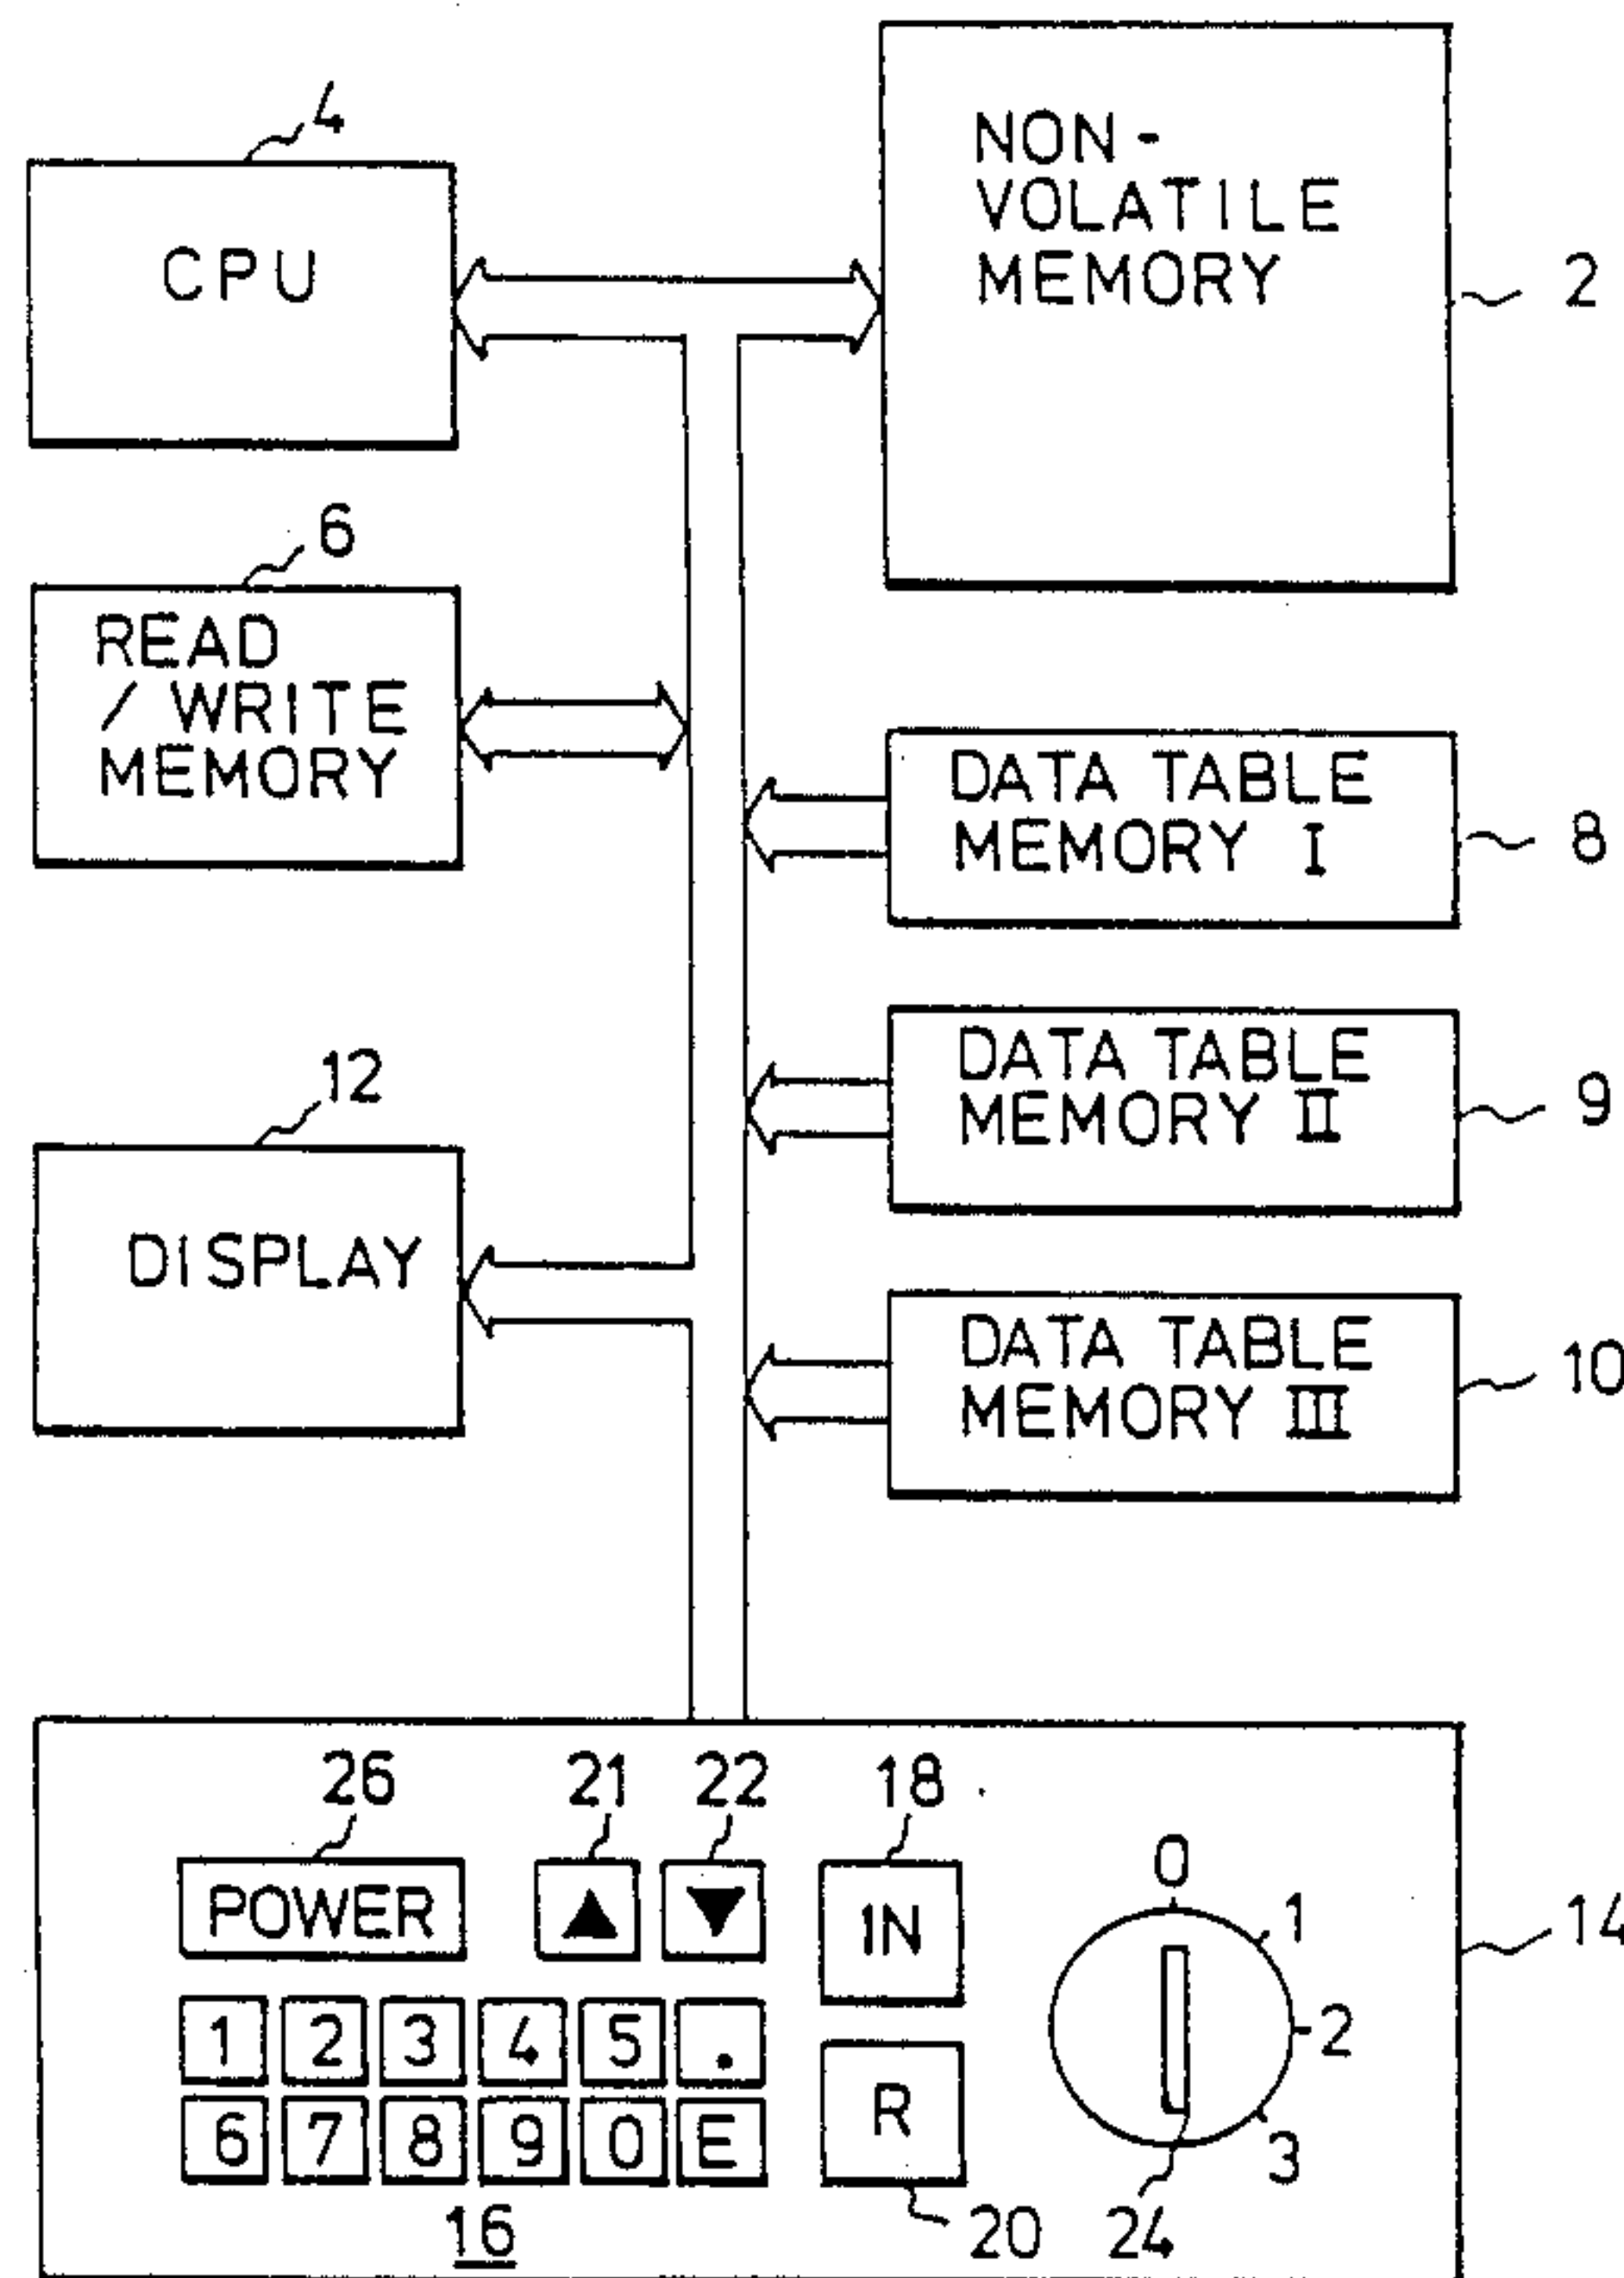 4
CPU
NON-
VOLATILE
MEMORY
2
6
READ
/WRITE
MEMORY
DATA TABLE
MEMORY I
8
DATA TABLE
MEMORY II
9
12
DISPLAY
DATA TABLE
MEMORY III
10
26 21 22 18
POWER ▲ ▼ IN
0
1
2
3
14
1 2 3 4 5 .
6 7 8 9 0 E
R
16
20
24